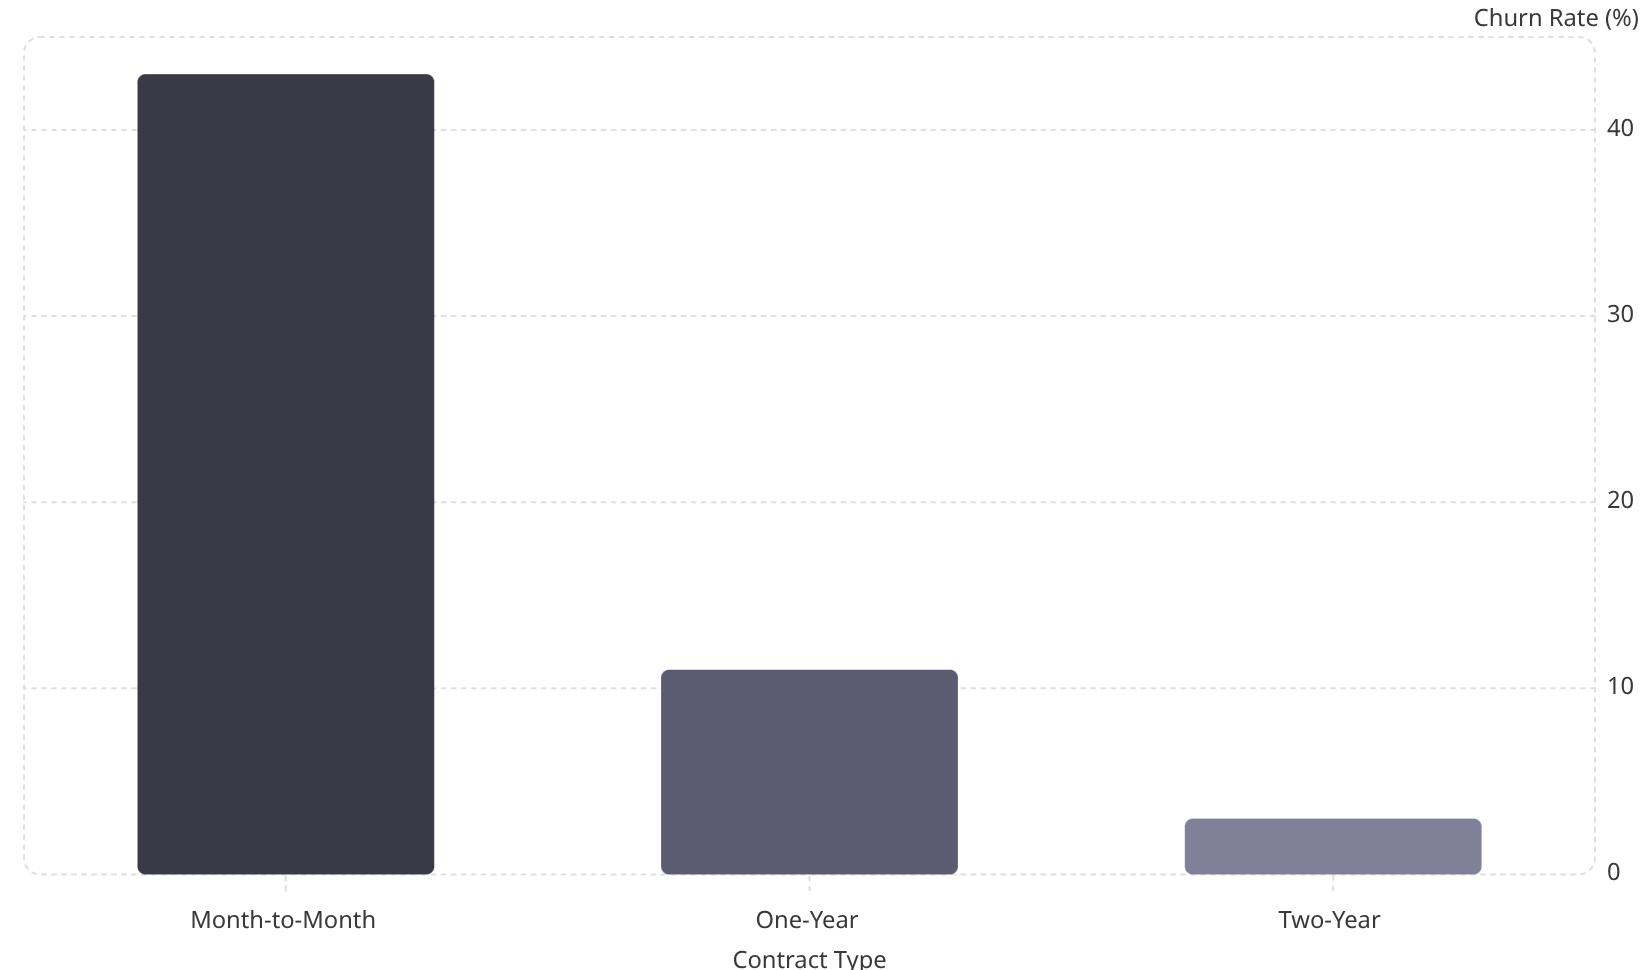 Churn Rate (%)
40
30
20
10
0
Month-to-Month
One-Year
Two-Year
Contract Type